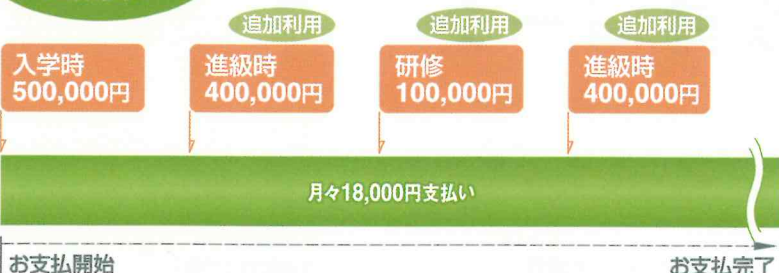 追加利用
追加利用
追加利用
入学時
500,000円
進級時
400,000円
研修
100,000円
進級時
400,000円
月々18,000円支払い
お支払開始
お支払完了